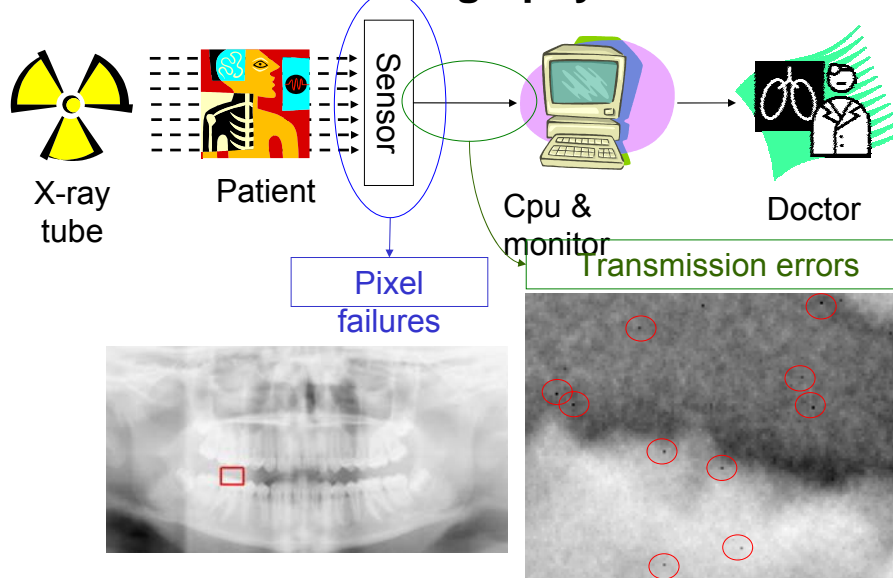 Sensor
X-ray
tube
Patient
Cpu &
monitor
Doctor
Pixel
failures
Transmission errors